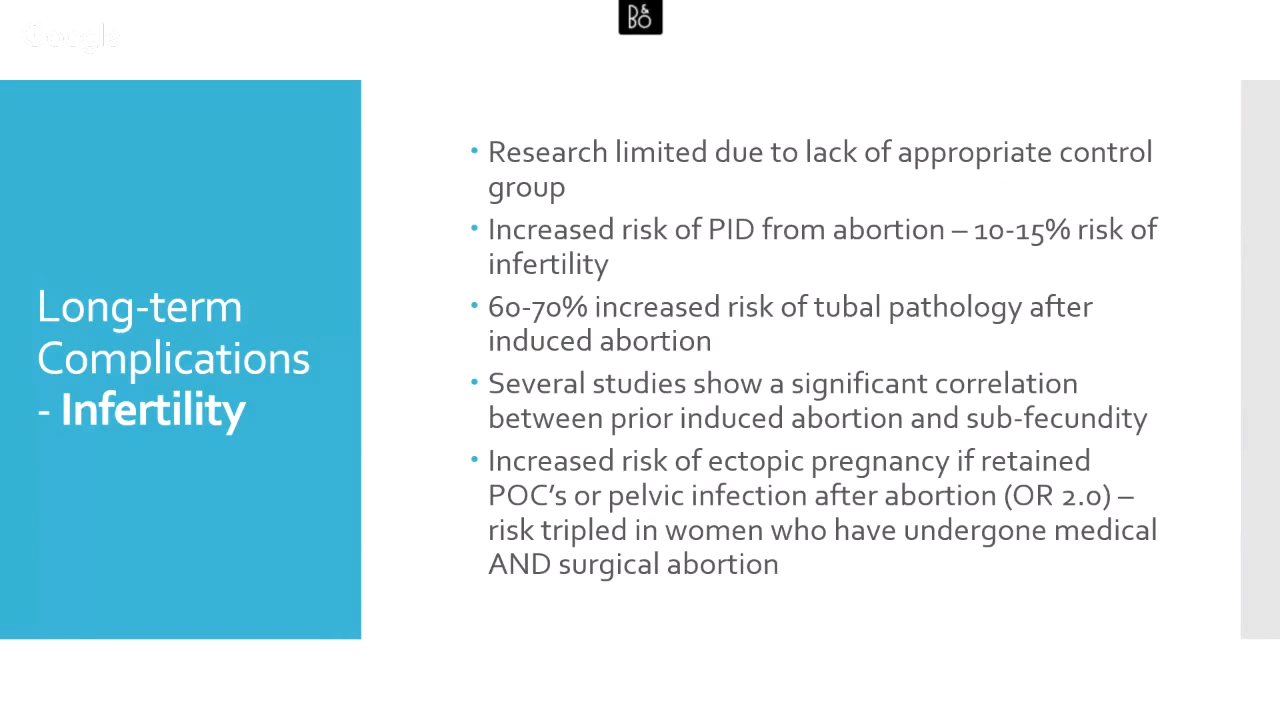 Google
B&O
Long-term
Complications
- Infertility
• Research limited due to lack of appropriate control
group
• Increased risk of PID from abortion – 10-15% risk of
infertility
• 60-70% increased risk of tubal pathology after
induced abortion
• Several studies show a significant correlation
between prior induced abortion and sub-fecundity
• Increased risk of ectopic pregnancy if retained
POC's or pelvic infection after abortion (OR 2.0) –
risk tripled in women who have undergone medical
AND surgical abortion